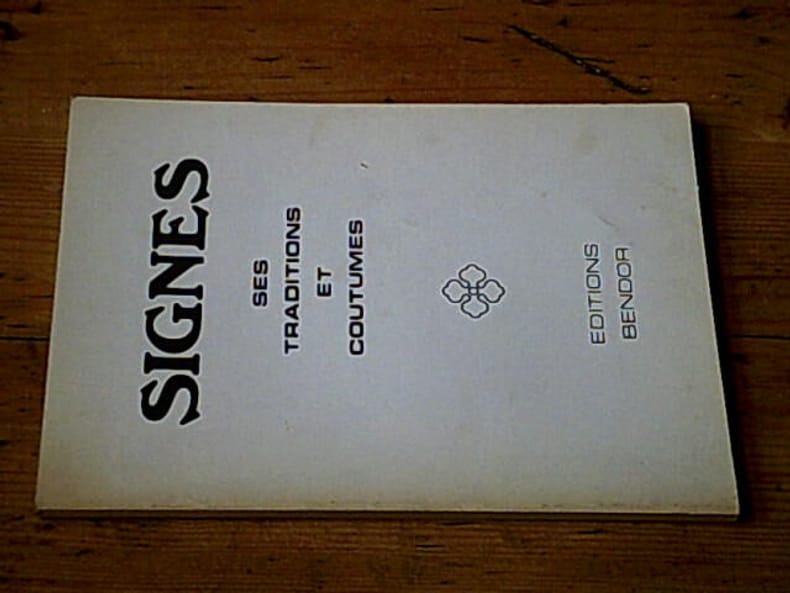 SIGNES
SES
TRADITIONS
ET
COUTUMES
EDITIONS
BENDOR